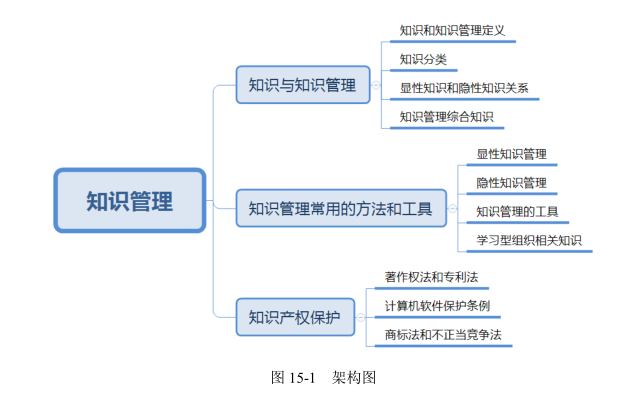 知识管理
知识与知识管理
知识和知识管理定义
知识分类
显性知识和隐性知识关系
知识管理综合知识
知识管理常用的方法和工具
显性知识管理
隐性知识管理
知识管理的工具
学习型组织相关知识
知识产权保护
著作权法和专利法
计算机软件保护条例
商标法和不正当竞争法
图 15-1 架构图